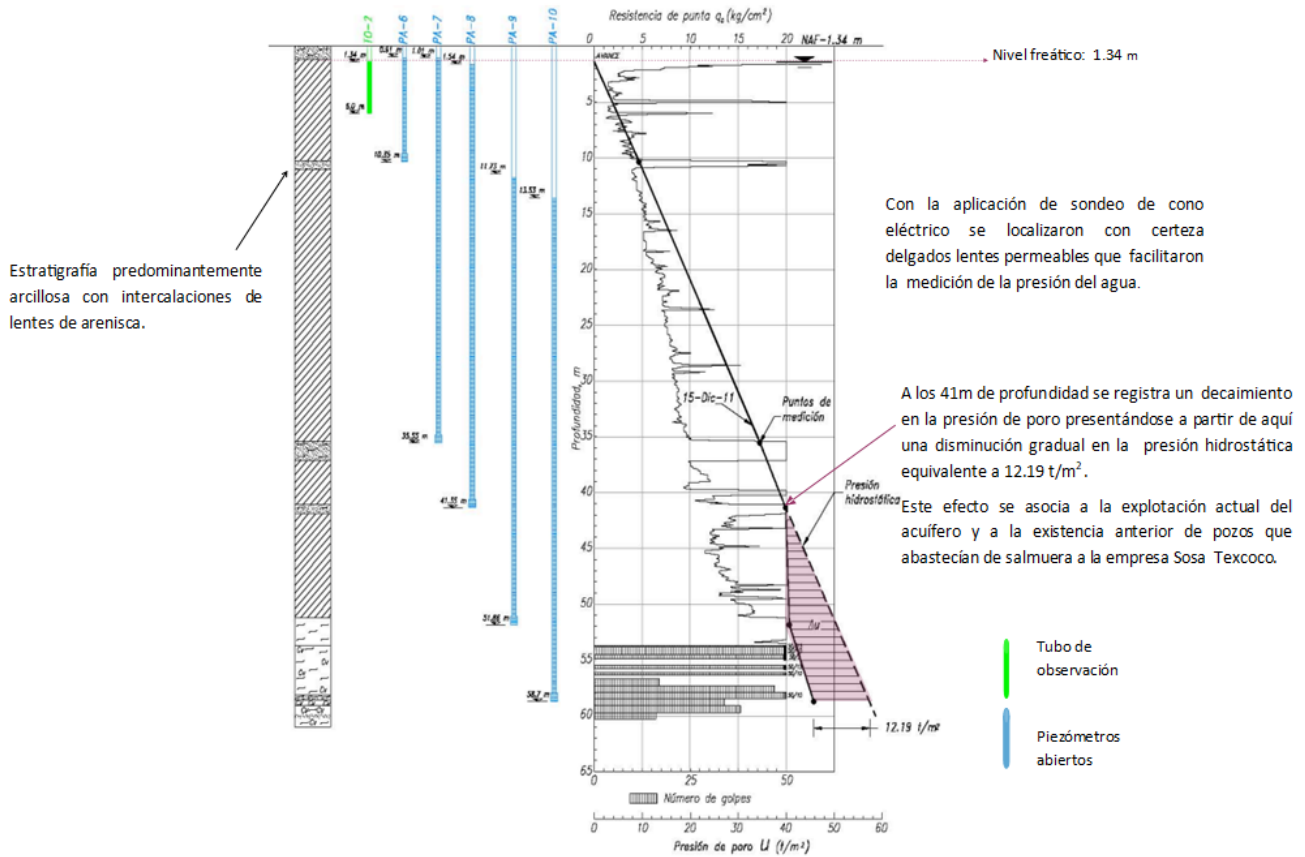 Resistencia de punta qc (kg/cm²)
TO-2
PA-6
PA-7
PA-8
PA-9
PA-10
0
5
10
15
20
NAF-1.34 m
1.34 m
0.91 m
1.01 m
1.54 m
AVANCE
Nivel freático: 1.34 m
5
10
10.25 m
11.73 m
13.53 m
15
20
25
30
35
40
45
50
55
60
65
Profundidad, m
Estratigrafía predominantemente
arcillosa con intercalaciones de
lentes de arenisca.
Con la aplicación de sondeo de cono
eléctrico se localizaron con certeza
delgados lentes permeables que facilitaron
la medición de la presión del agua.
15-Dic-11
Puntos de
medición
Presión
hidrostática
A los 41m de profundidad se registra un decaimiento
en la presión de poro presentándose a partir de aquí
una disminución gradual en la presión hidrostática
equivalente a 12.19 t/m².
Este efecto se asocia a la explotación actual del
acuífero y a la existencia anterior de pozos que
abastecían de salmuera a la empresa Sosa Texcoco.
51.86 m
58.7 m
Δu
12.19 t/m²
Tubo de
observación
Piezómetros
abiertos
0
25
50
Número de golpes
0
10
20
30
40
50
60
Presión de poro U (t/m²)